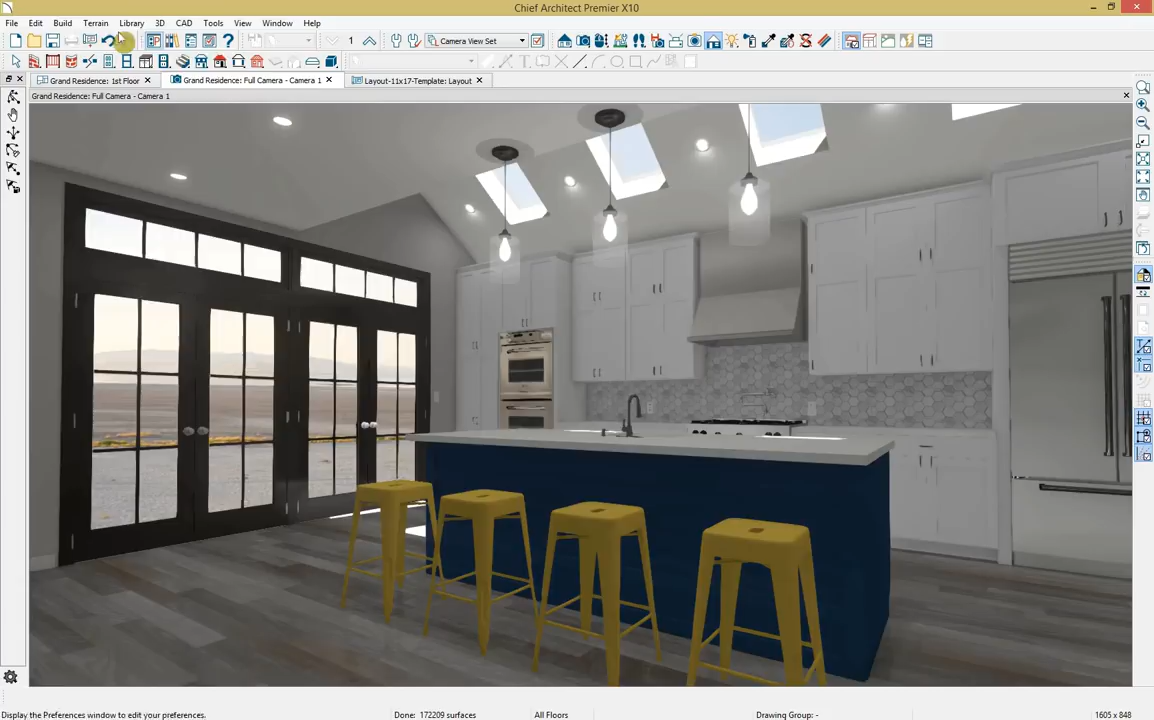 Chief Architect Premier X10
File Edit Build Terrain Library 3D CAD Tools View Window Help
1 Camera View Set
Grand Residence: 1st Floor Grand Residence: Full Camera - Camera 1 Layout-11x17-Template: Layout
Grand Residence: Full Camera - Camera 1
Display the Preferences window to edit your preferences. Done: 172209 surfaces All Floors Drawing Group: - 1605 x 848